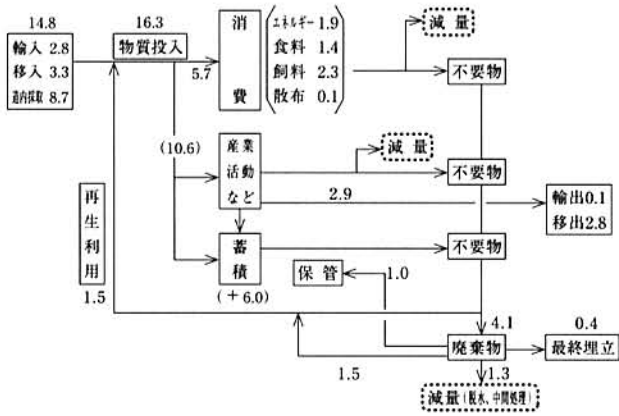 14.8
輸入 2.8
移入 3.3
道内採取 8.7
16.3
物質投入
5.7
消費
エネルギー 1.9
食料 1.4
飼料 2.3
散布 0.1
減量
不要物
(10.6)
産業活動など
減量
不要物
2.9
輸出0.1
移出2.8
再生利用
1.5
蓄積
(+6.0)
不要物
保管
1.0
4.1
廃棄物
0.4
最終埋立
1.5
1.3
減量(脱水、中間処理)